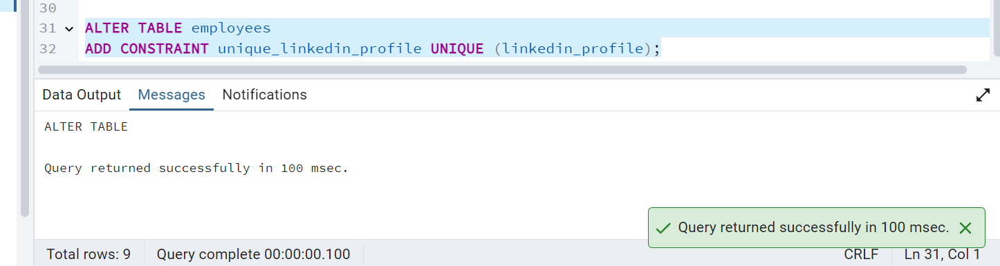 30
31 ALTER TABLE employees
32 ADD CONSTRAINT unique_linkedin_profile UNIQUE (linkedin_profile);
Data Output Messages Notifications
ALTER TABLE
Query returned successfully in 100 msec.
Query returned successfully in 100 msec.
Total rows: 9 Query complete 00:00:00.100 CRLF Ln 31, Col 1